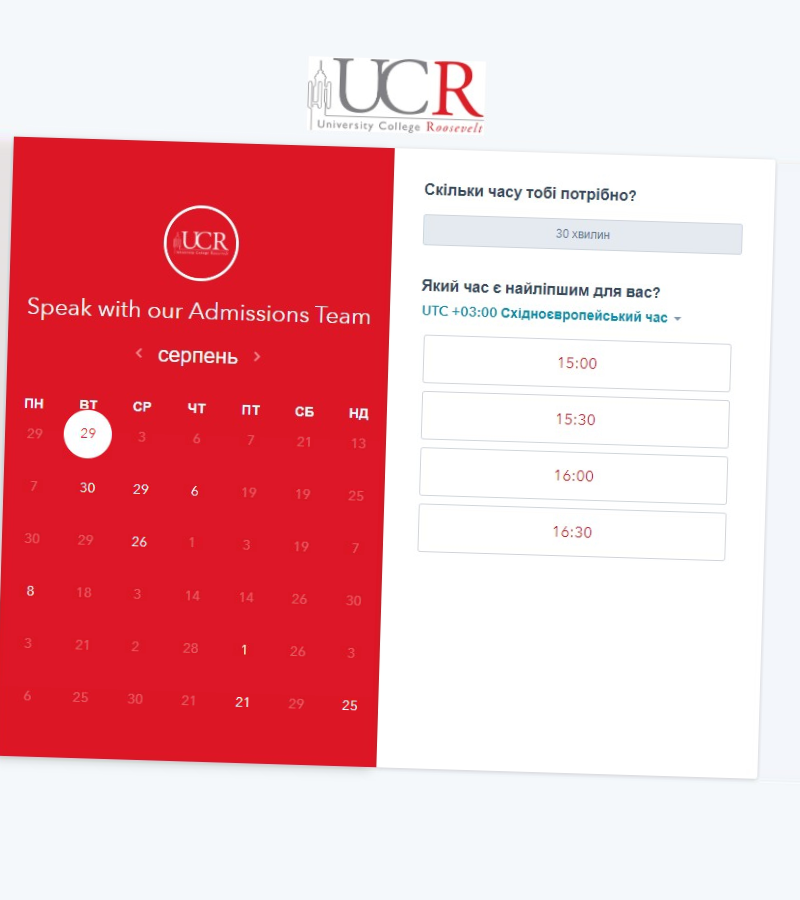 UCR
University College Roosevelt
UCR
Speak with our Admissions Team
серпень
ПН ВТ СР ЧТ ПТ СБ НД
29 29 3 6 7 21 13
7 30 29 6 19 19 25
30 29 26 1 3 19 7
8 18 3 14 14 26 30
3 21 2 28 1 26 3
6 25 30 21 21 29 25
Скільки часу тобі потрібно?
30 хвилин
Який час є найліпшим для вас?
UTC +03:00 Східноєвропейський час
15:00
15:30
16:00
16:30